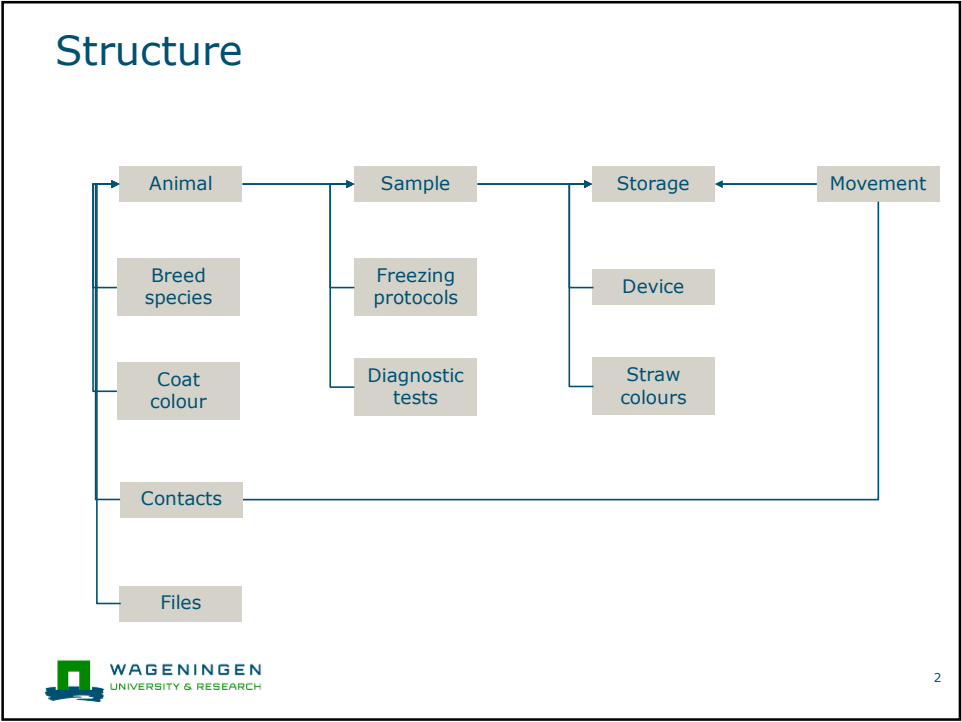 Structure
Animal
Sample
Storage
Movement
Breed
species
Freezing
protocols
Device
Coat
colour
Diagnostic
tests
Straw
colours
Contacts
Files
WAGENINGEN
UNIVERSITY & RESEARCH
2